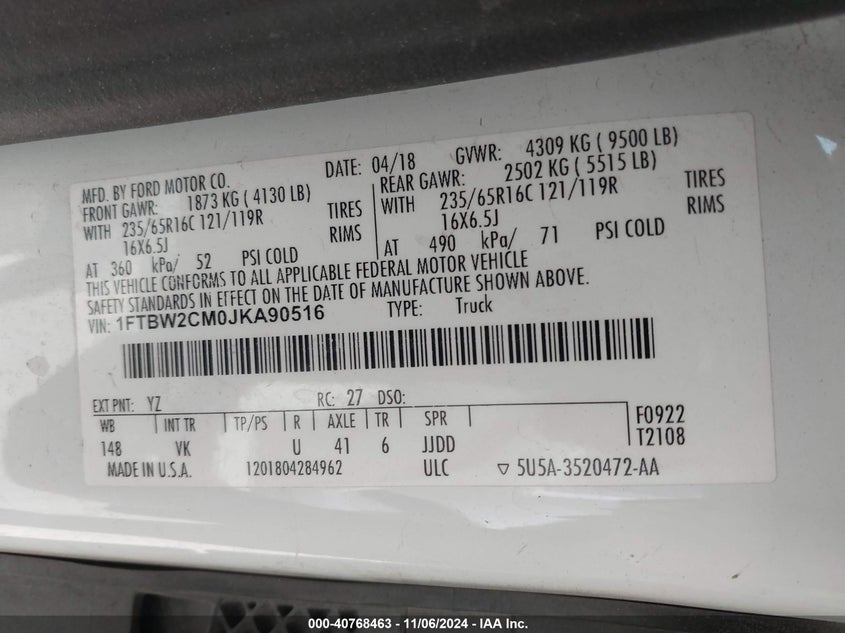 MFD. BY FORD MOTOR CO. DATE: 04/18 GVWR: 4309 KG ( 9500 LB)
FRONT GAWR: 1873 KG ( 4130 LB) REAR GAWR: 2502 KG ( 5515 LB)
WITH 235/65R16C 121/119R TIRES WITH 235/65R16C 121/119R TIRES
16X6.5J RIMS 16X6.5J RIMS
AT 360 kPa/ 52 PSI COLD AT 490 kPa/ 71 PSI COLD
THIS VEHICLE CONFORMS TO ALL APPLICABLE FEDERAL MOTOR VEHICLE
SAFETY STANDARDS IN EFFECT ON THE DATE OF MANUFACTURE SHOWN ABOVE.
VIN: 1FTBW2CM0JKA90516 TYPE: Truck
EXT PNT: YZ RC: 27 DSO:
WB INT TR TP/PS R AXLE TR SPR F0922
148 VK U 41 6 JJDD T2108
MADE IN U.S.A. 1201804284962 ULC ▽ 5U5A-3520472-AA
000-40768463 - 11/06/2024 - IAA Inc.